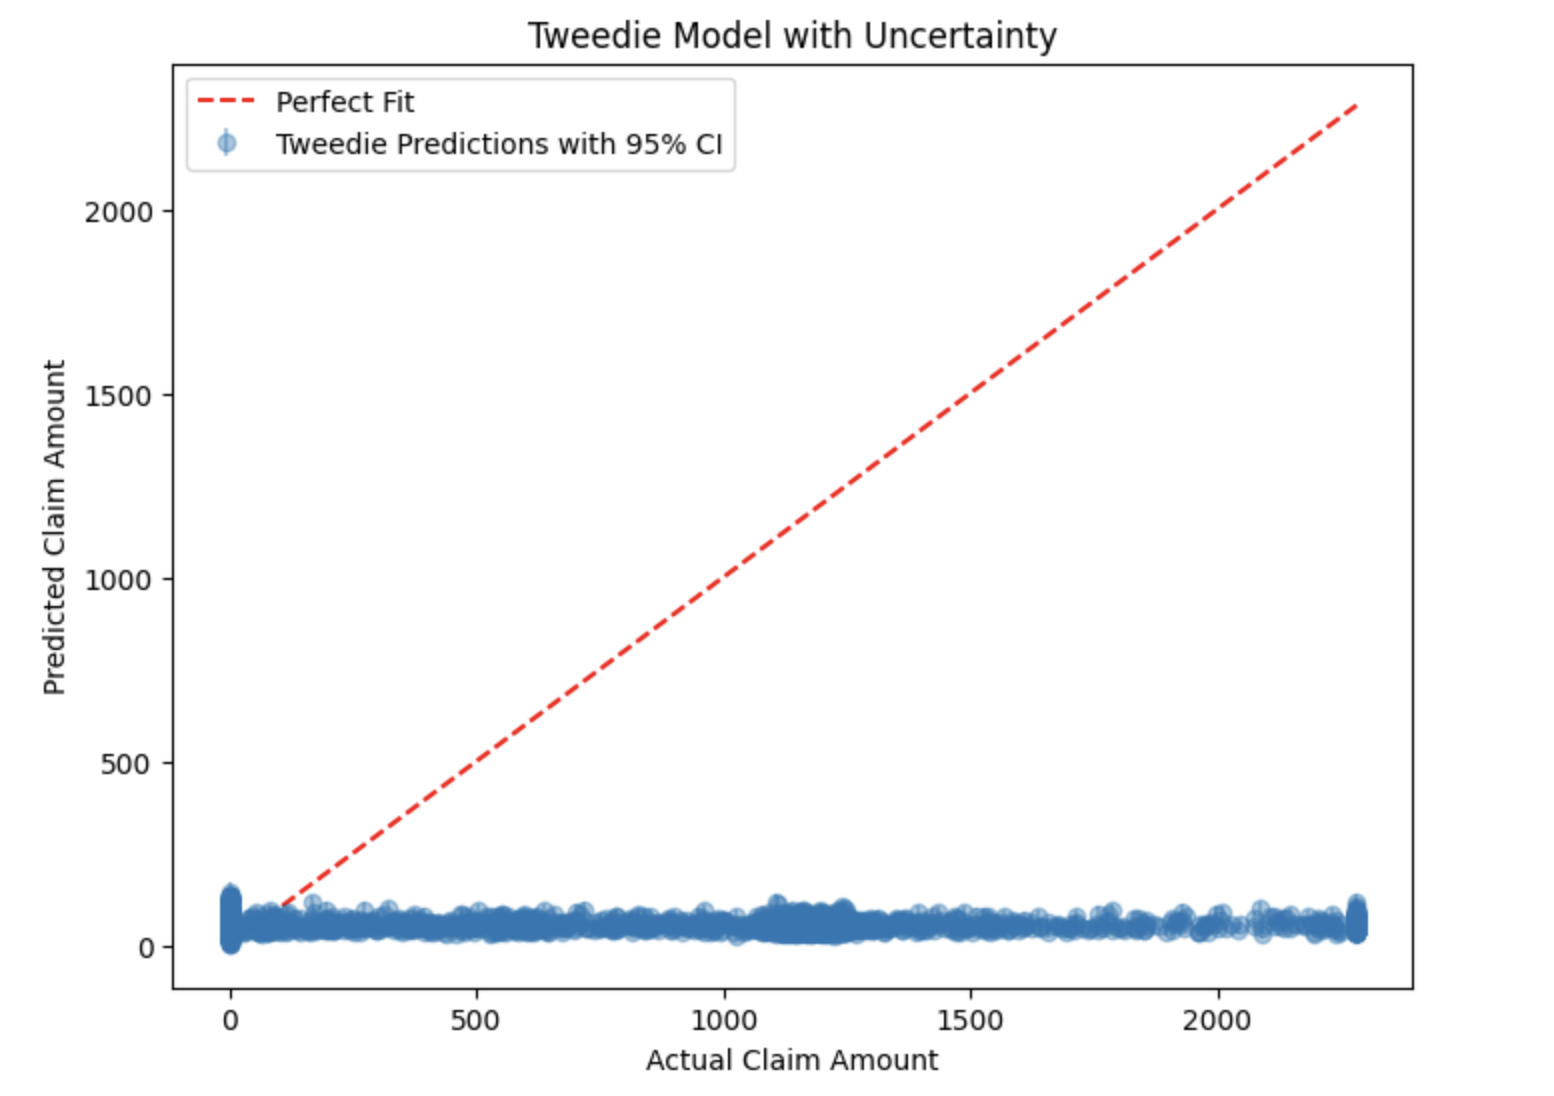 Tweedie Model with Uncertainty
Perfect Fit
Tweedie Predictions with 95% CI
Predicted Claim Amount
2000
1500
1000
500
0
0 500 1000 1500 2000
Actual Claim Amount